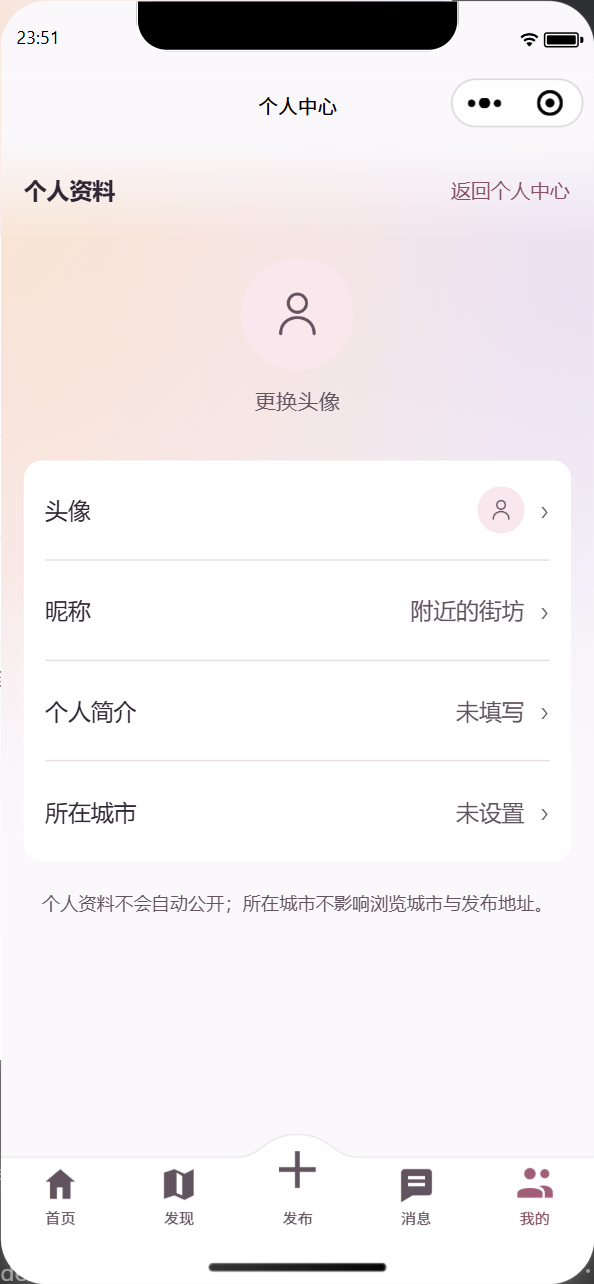 23:51
个人中心
个人资料
返回个人中心
更换头像
头像 ›
昵称 附近的街坊 ›
个人简介 未填写 ›
所在城市 未设置 ›
个人资料不会自动公开；所在城市不影响浏览城市与发布地址。
首页 发现 发布 消息 我的